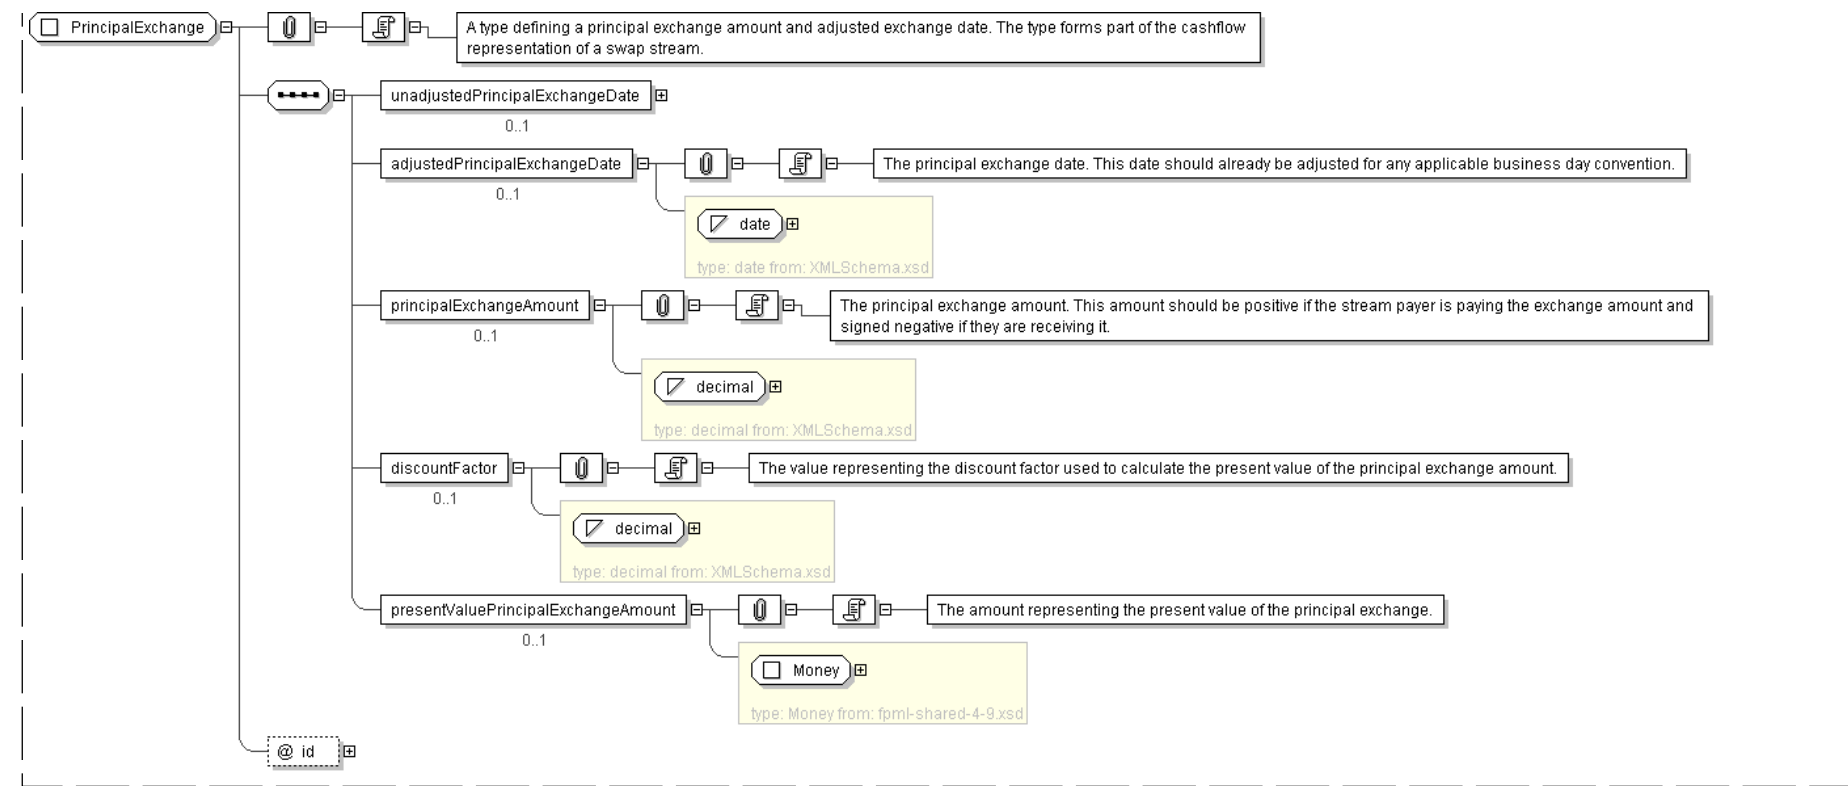 PrincipalExchange
A type defining a principal exchange amount and adjusted exchange date. The type forms part of the cashflow
representation of a swap stream.
unadjustedPrincipalExchangeDate
0..1
adjustedPrincipalExchangeDate
The principal exchange date. This date should already be adjusted for any applicable business day convention.
0..1
date
type: date from: XMLSchema.xsd
principalExchangeAmount
The principal exchange amount. This amount should be positive if the stream payer is paying the exchange amount and
signed negative if they are receiving it.
0..1
decimal
type: decimal from: XMLSchema.xsd
discountFactor
The value representing the discount factor used to calculate the present value of the principal exchange amount.
0..1
decimal
type: decimal from: XMLSchema.xsd
presentValuePrincipalExchangeAmount
The amount representing the present value of the principal exchange.
0..1
Money
type: Money from: fpml-shared-4-9.xsd
@ id